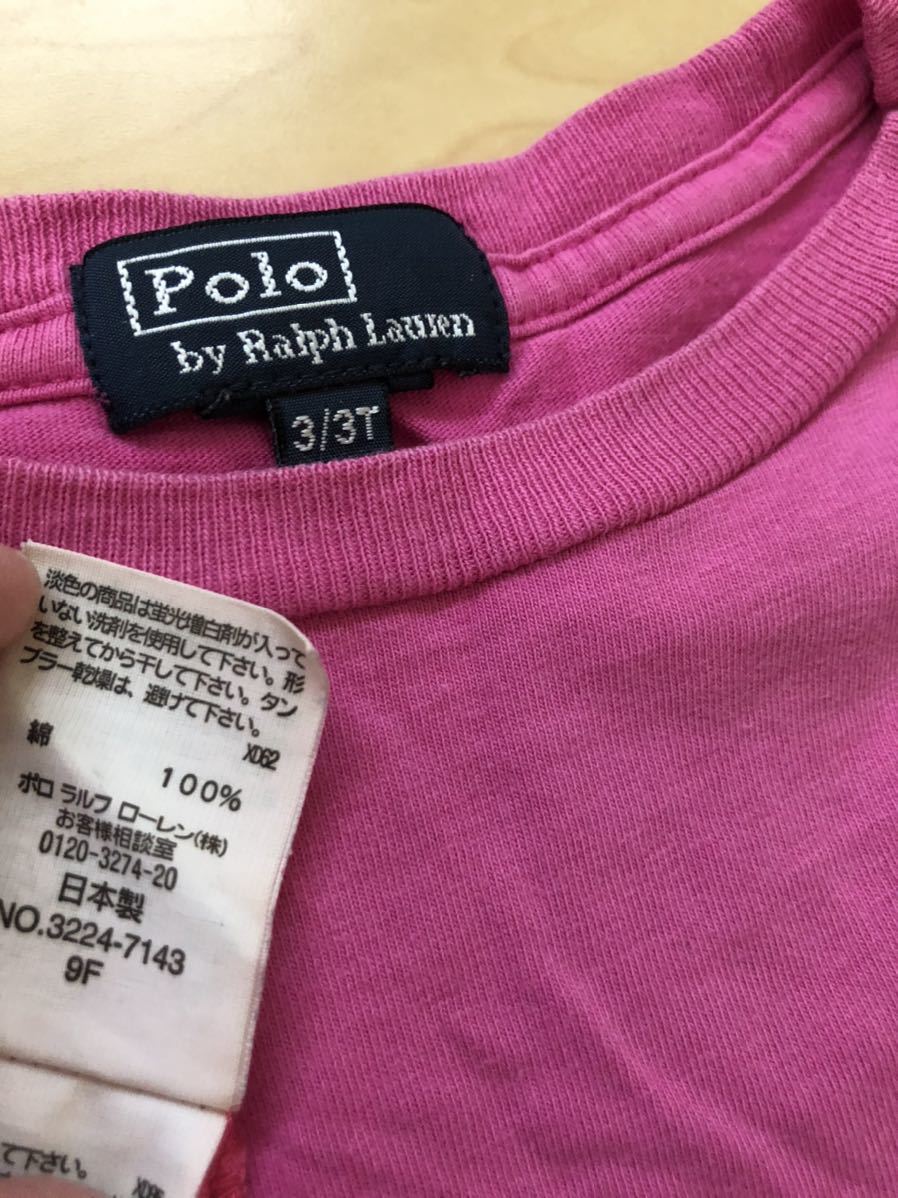 Polo
by Ralph Lauren
3/3T
淡色の商品は蛍光増白剤が入って
いない洗剤を使用して下さい。形
を整えてから干して下さい。タン
ブラー乾燥は、避けて下さい。
X062
綿
100%
ポロ ラルフ ローレン(株)
お客様相談室
0120-3274-20
日本製
NO.3224-7143
9F
て下さい。